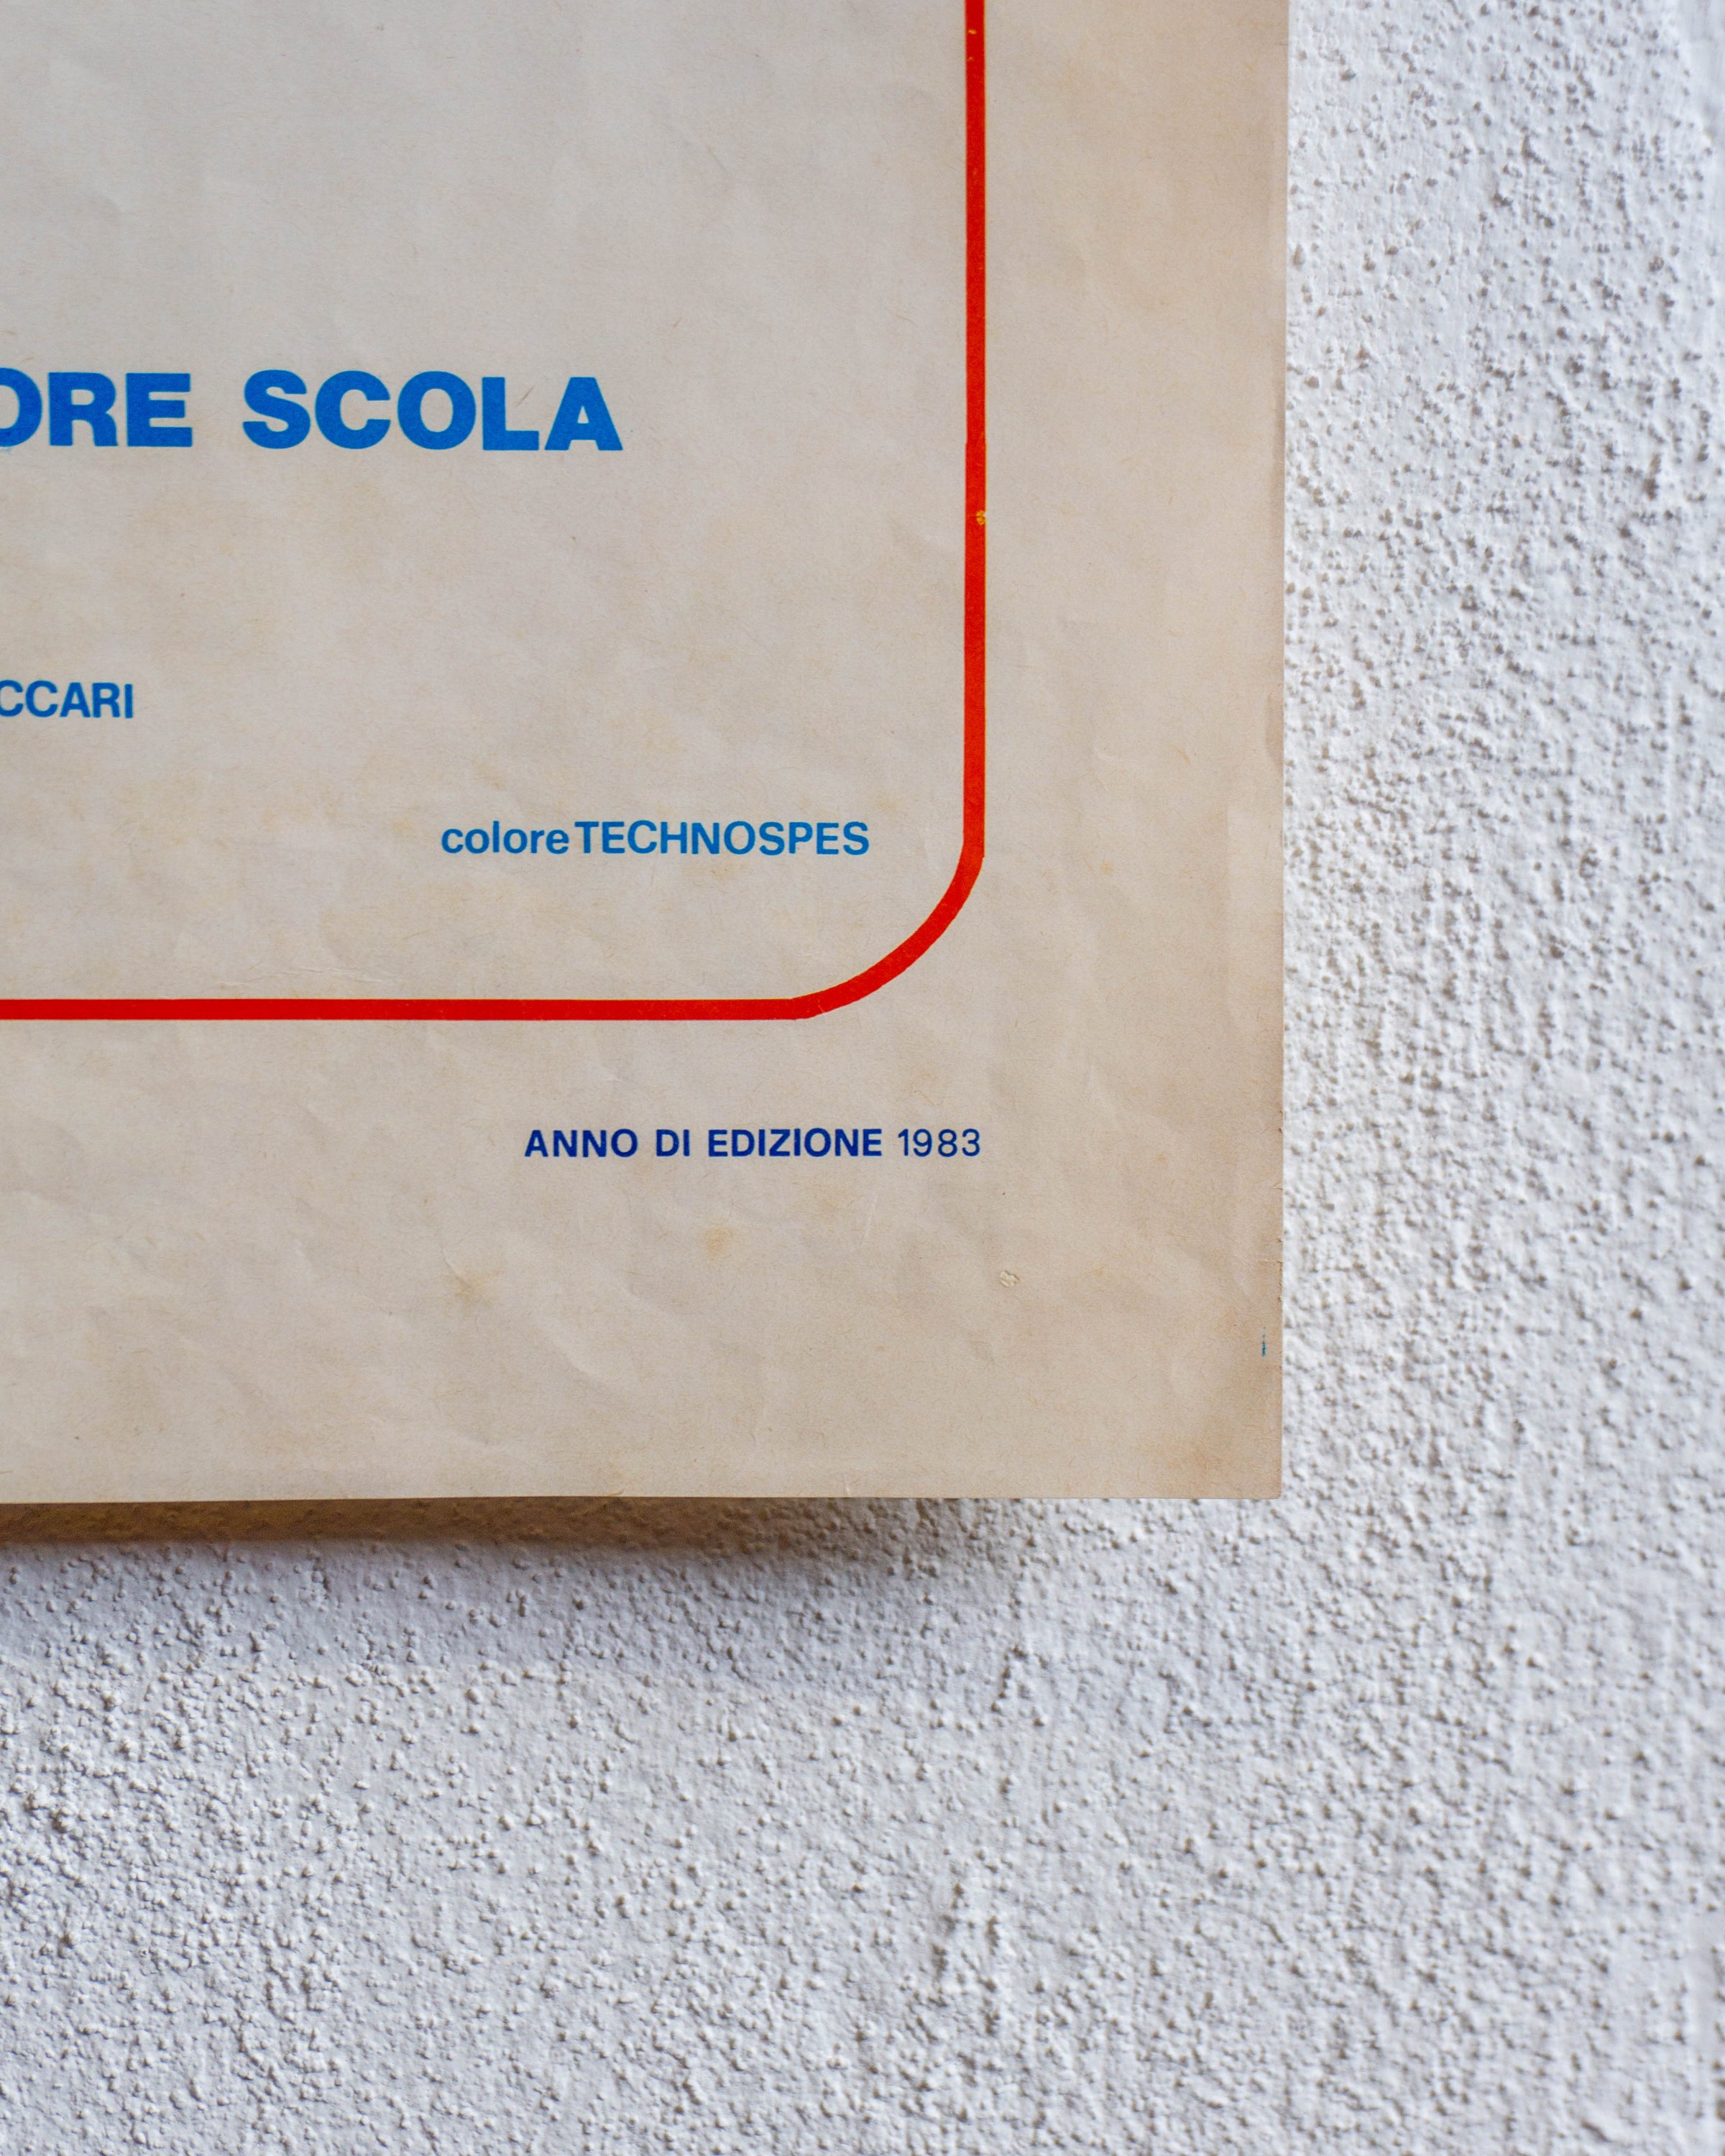 ORE SCOLA
CCARI
colore TECHNOSPES
ANNO DI EDIZIONE 1983